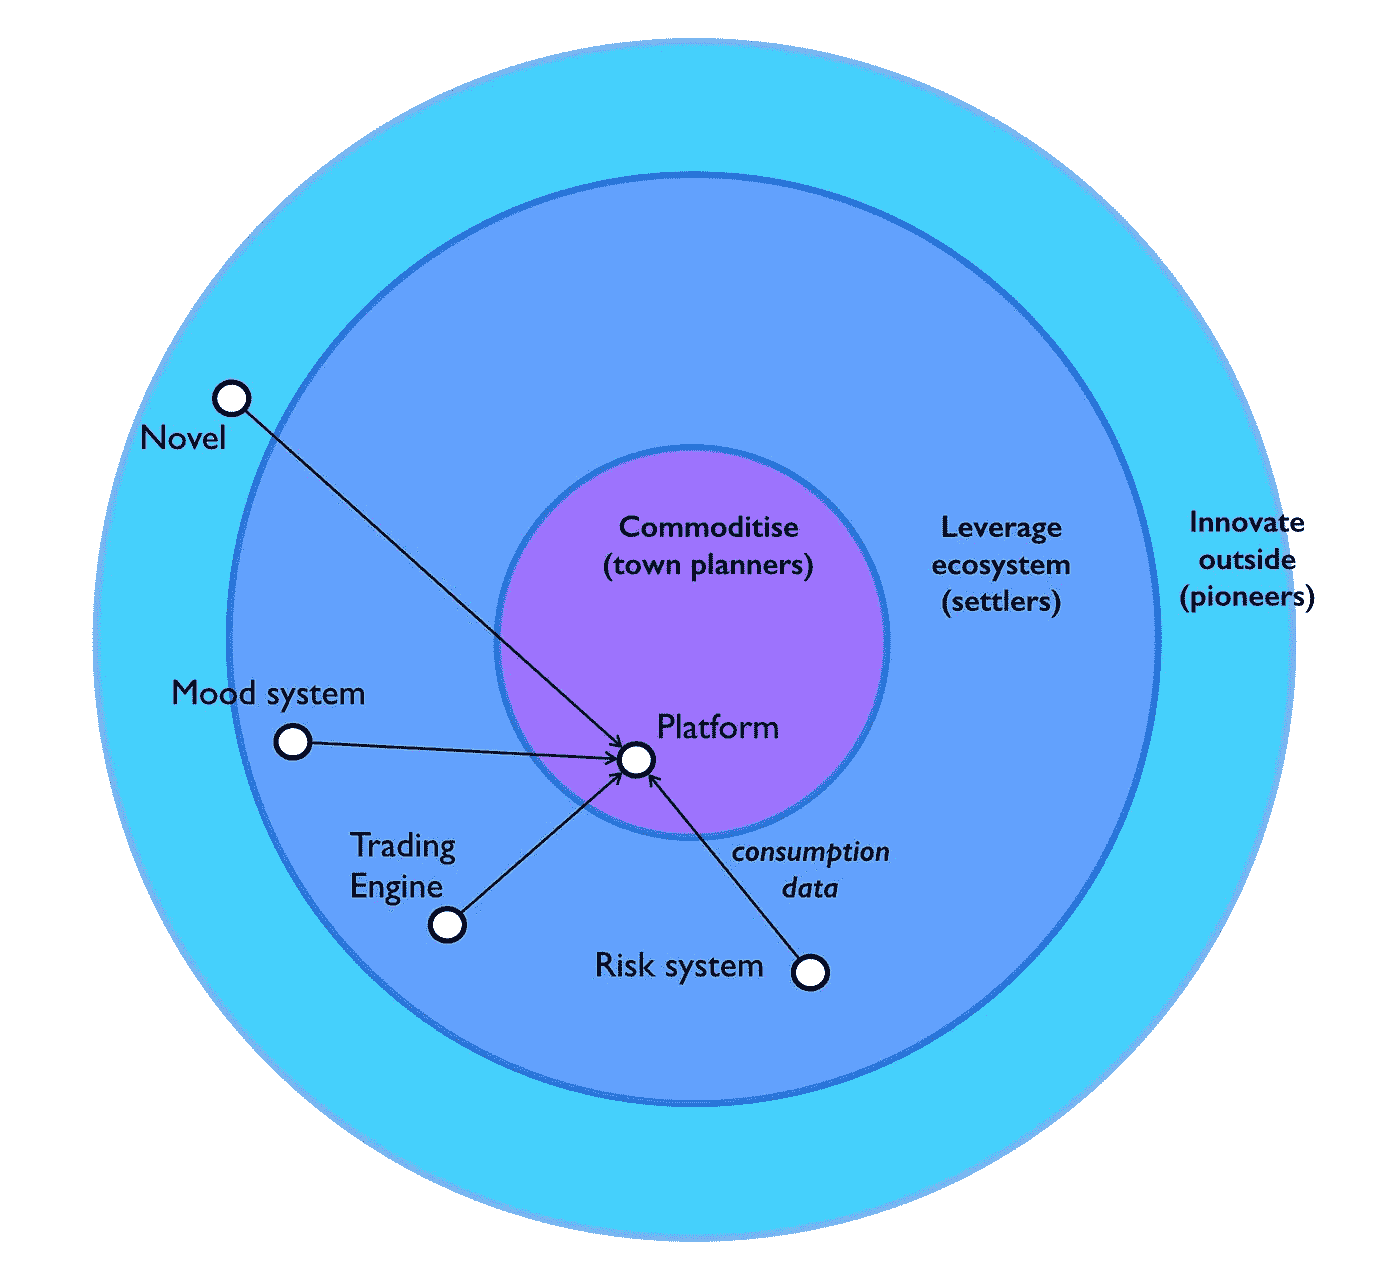 Novel
Commoditise
(town planners)
Leverage
ecosystem
(settlers)
Innovate
outside
(pioneers)
Mood system
Platform
Trading
Engine
consumption
data
Risk system